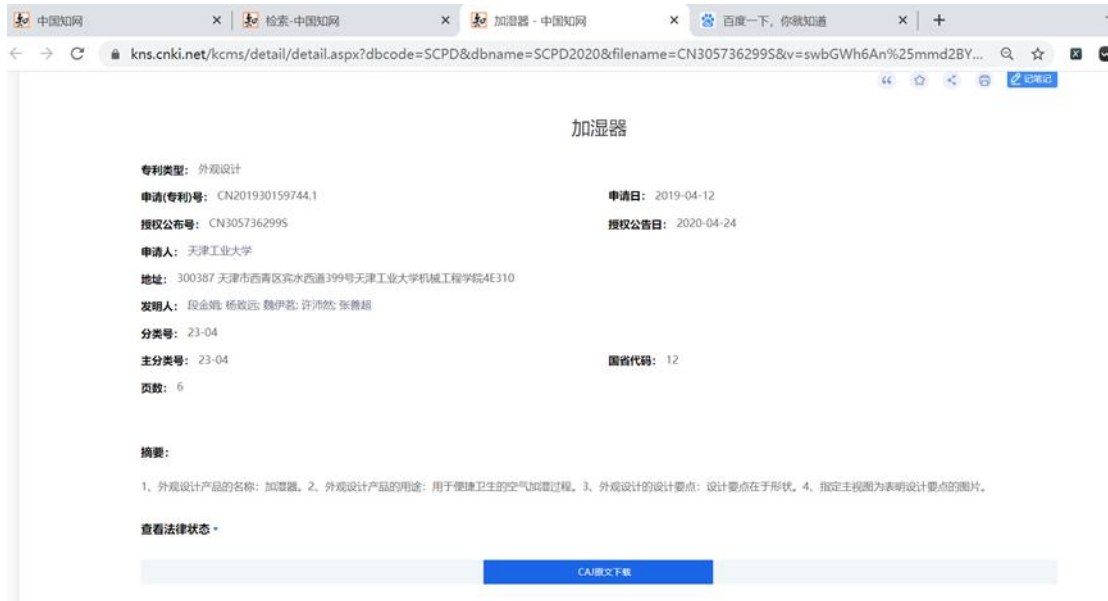 中国知网
检索-中国知网
加湿器 - 中国知网
百度一下，你就知道
kns.cnki.net/kcms/detail/detail.aspx?dbcode=SCPD&dbname=SCPD2020&filename=CN305736299S&v=swbGWh6An%25mmd2BY...
记笔记
加湿器
专利类型： 外观设计
申请(专利)号： CN201930159744.1 申请日： 2019-04-12
授权公布号： CN305736299S 授权公告日： 2020-04-24
申请人： 天津工业大学
地址： 300387 天津市西青区宾水西道399号天津工业大学机械工程学院4E310
发明人： 段金娟; 杨致远; 魏伊茗; 许沛然; 张善超
分类号： 23-04
主分类号： 23-04 国省代码： 12
页数： 6
摘要：
1、外观设计产品的名称：加湿器。2、外观设计产品的用途：用于便捷卫生的空气加湿过程。3、外观设计的设计要点：设计要点在于形状。4、指定主视图为表明设计要点的图片。
查看法律状态
CAJ原文下载